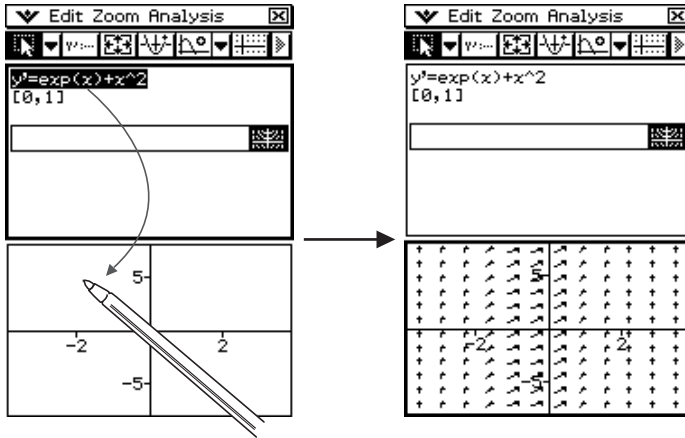 Edit Zoom Analysis
y'=exp(x)+x^2
[0,1]
5
-2 2
-5
Edit Zoom Analysis
y'=exp(x)+x^2
[0,1]
5
-2 2
-5